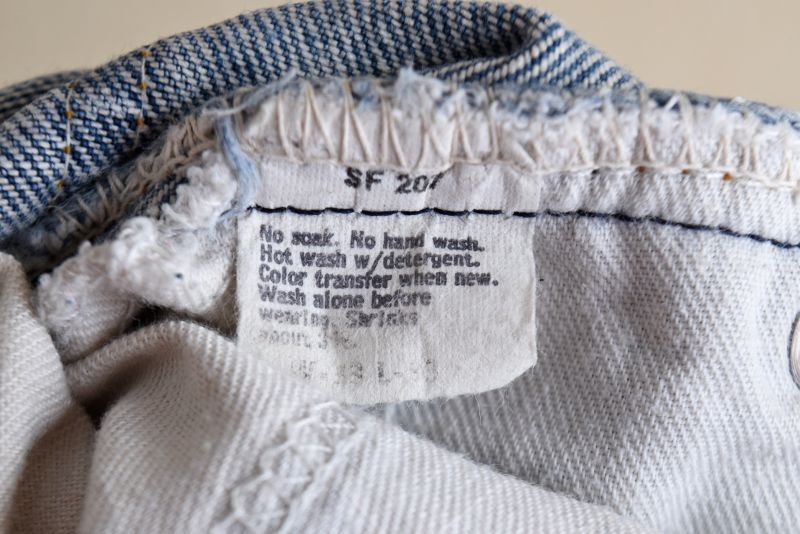 SF 207
No soak. No hand wash.
Hot wash w/detergent.
Color transfer when new.
Wash alone before
wearing. Shrinks
about